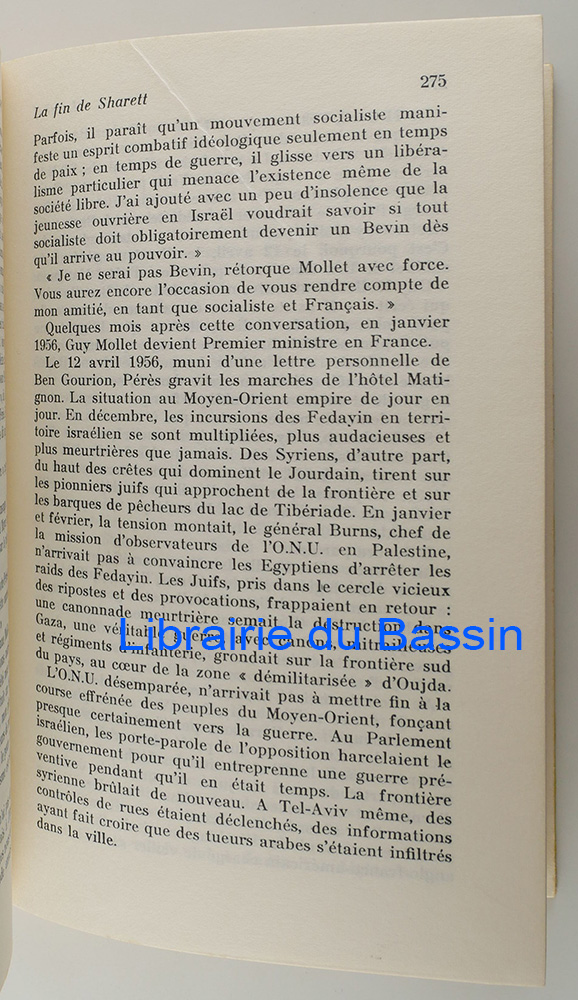 La fin de Sharett
275
Parfois, il paraît qu'un mouvement socialiste mani-
feste un esprit combatif idéologique seulement en temps
de paix ; en temps de guerre, il glisse vers un libéra-
lisme particulier qui menace l'existence même de la
société libre. J'ai ajouté avec un peu d'insolence que la
jeunesse ouvrière en Israël voudrait savoir si tout
socialiste doit obligatoirement devenir un Bevin dès
qu'il arrive au pouvoir. »
« Je ne serai pas Bevin, rétorque Mollet avec force.
Vous aurez encore l'occasion de vous rendre compte de
mon amitié, en tant que socialiste et Français. »
Quelques mois après cette conversation, en janvier
1956, Guy Mollet devient Premier ministre en France.
Le 12 avril 1956, muni d'une lettre personnelle de
Ben Gourion, Pérès gravit les marches de l'hôtel Mati-
gnon. La situation au Moyen-Orient empire de jour en
jour. En décembre, les incursions des Fedayin en terri-
toire israélien se sont multipliées, plus audacieuses et
plus meurtrières que jamais. Des Syriens, d'autre part,
du haut des crêtes qui dominent le Jourdain, tirent sur
les pionniers juifs qui approchent de la frontière et sur
les barques de pêcheurs du lac de Tibériade. En janvier
et février, la tension montait, le général Burns, chef de
la mission d'observateurs de l'O.N.U. en Palestine,
n'arrivait pas à convaincre les Egyptiens d'arrêter les
raids des Fedayin. Les Juifs, pris dans le cercle vicieux
des ripostes et des provocations, frappaient en retour :
une canonnade meurtrière semait la destruction dans
Gaza, une véritable guerre, avec canons, mitrailleuses
et régiments d'infanterie, grondait sur la frontière sud
du pays, au cœur de la zone « démilitarisée » d'Oujda.
L'O.N.U. désemparée, n'arrivait pas à mettre fin à la
course effrénée des peuples du Moyen-Orient, fonçant
presque certainement vers la guerre. Au Parlement
israélien, les porte-parole de l'opposition harcelaient le
gouvernement pour qu'il entreprenne une guerre pré-
ventive pendant qu'il en était temps. La frontière
syrienne brûlait de nouveau. A Tel-Aviv même, des
contrôles de rues étaient déclenchés, des informations
ayant fait croire que des tueurs arabes s'étaient infiltrés
dans la ville.
Librairie du Bassin